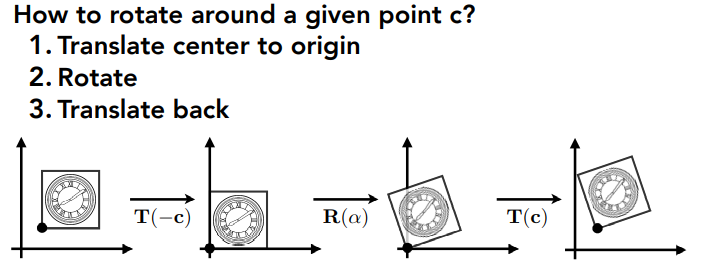 How to rotate around a given point c?
1. Translate center to origin
2. Rotate
3. Translate back
T(−c)
R(α)
T(c)